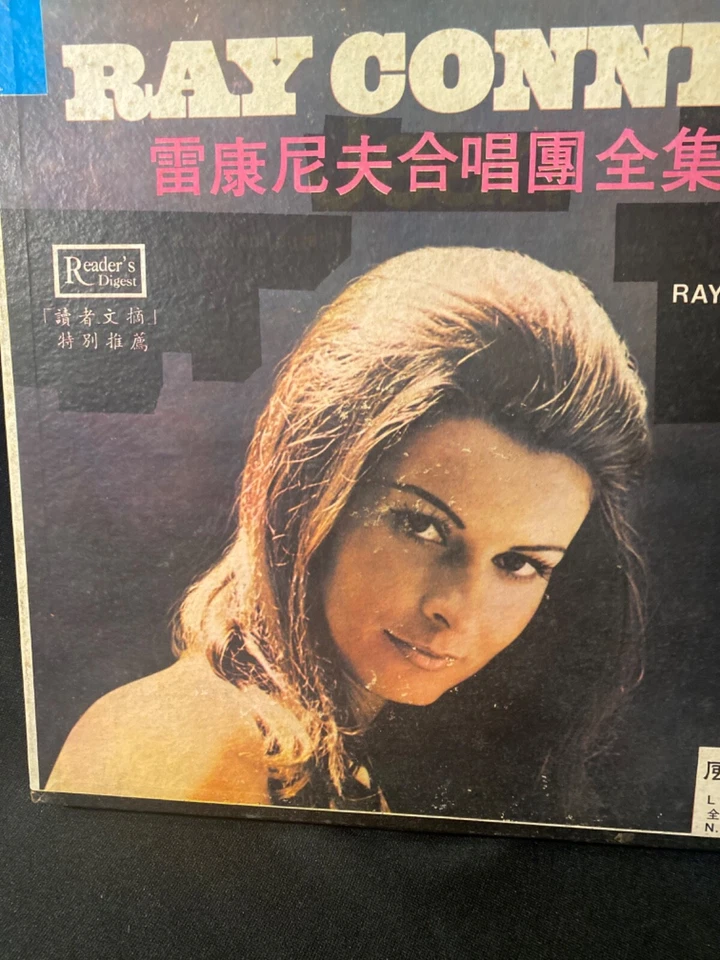 RAY CONN
雷康尼夫合唱團全集
Reader's
Digest
「讀者文摘」
特別推薦
RAY
L
全
N.